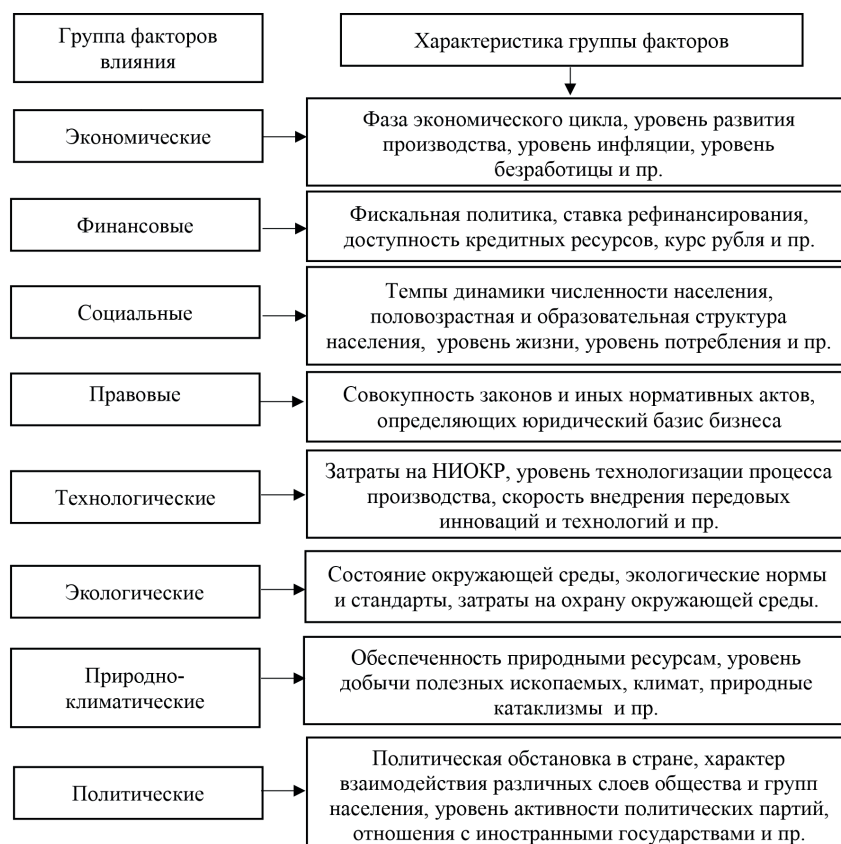 Группа факторов
влияния
Характеристика группы факторов
Экономические
Фаза экономического цикла, уровень развития
производства, уровень инфляции, уровень
безработицы и пр.
Финансовые
Фискальная политика, ставка рефинансирования,
доступность кредитных ресурсов, курс рубля и пр.
Социальные
Темпы динамики численности населения,
половозрастная и образовательная структура
населения, уровень жизни, уровень потребления и пр.
Правовые
Совокупность законов и иных нормативных актов,
определяющих юридический базис бизнеса
Технологические
Затраты на НИОКР, уровень технологизации процесса
производства, скорость внедрения передовых
инноваций и технологий и пр.
Экологические
Состояние окружающей среды, экологические нормы
и стандарты, затраты на охрану окружающей среды.
Природно-
климатические
Обеспеченность природными ресурсам, уровень
добычи полезных ископаемых, климат, природные
катаклизмы и пр.
Политические
Политическая обстановка в стране, характер
взаимодействия различных слоев общества и групп
населения, уровень активности политических партий,
отношения с иностранными государствами и пр.